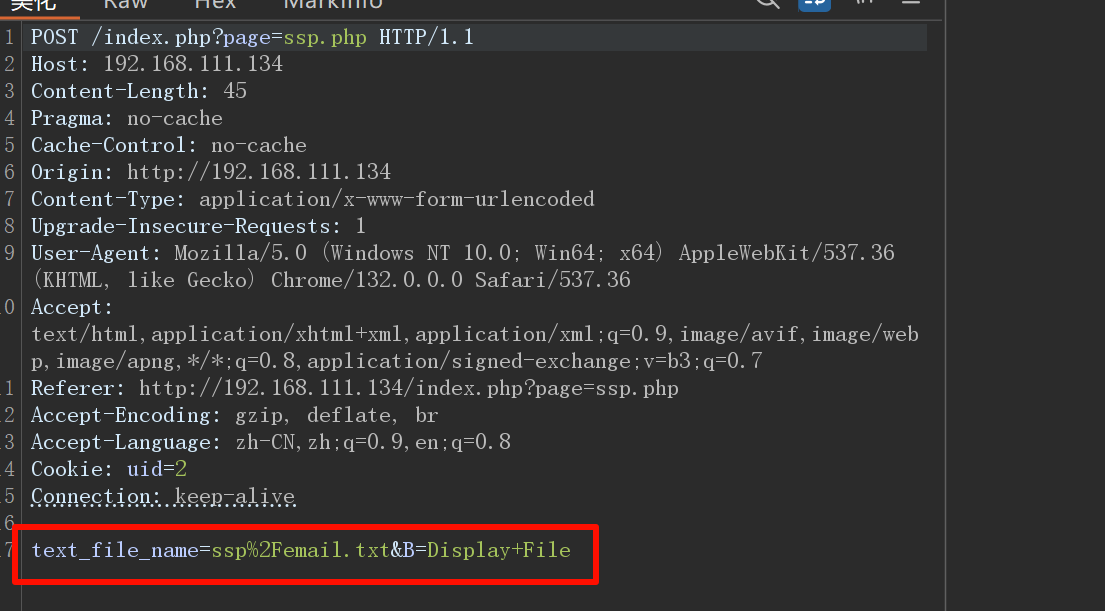 美化 Raw Hex MarkInfo
1 POST /index.php?page=ssp.php HTTP/1.1
2 Host: 192.168.111.134
3 Content-Length: 45
4 Pragma: no-cache
5 Cache-Control: no-cache
6 Origin: http://192.168.111.134
7 Content-Type: application/x-www-form-urlencoded
8 Upgrade-Insecure-Requests: 1
9 User-Agent: Mozilla/5.0 (Windows NT 10.0; Win64; x64) AppleWebKit/537.36
(KHTML, like Gecko) Chrome/132.0.0.0 Safari/537.36
0 Accept:
text/html,application/xhtml+xml,application/xml;q=0.9,image/avif,image/web
p,image/apng,*/*;q=0.8,application/signed-exchange;v=b3;q=0.7
1 Referer: http://192.168.111.134/index.php?page=ssp.php
2 Accept-Encoding: gzip, deflate, br
3 Accept-Language: zh-CN,zh;q=0.9,en;q=0.8
4 Cookie: uid=2
5 Connection: keep-alive
6
7 text_file_name=ssp%2Femail.txt&B=Display+File